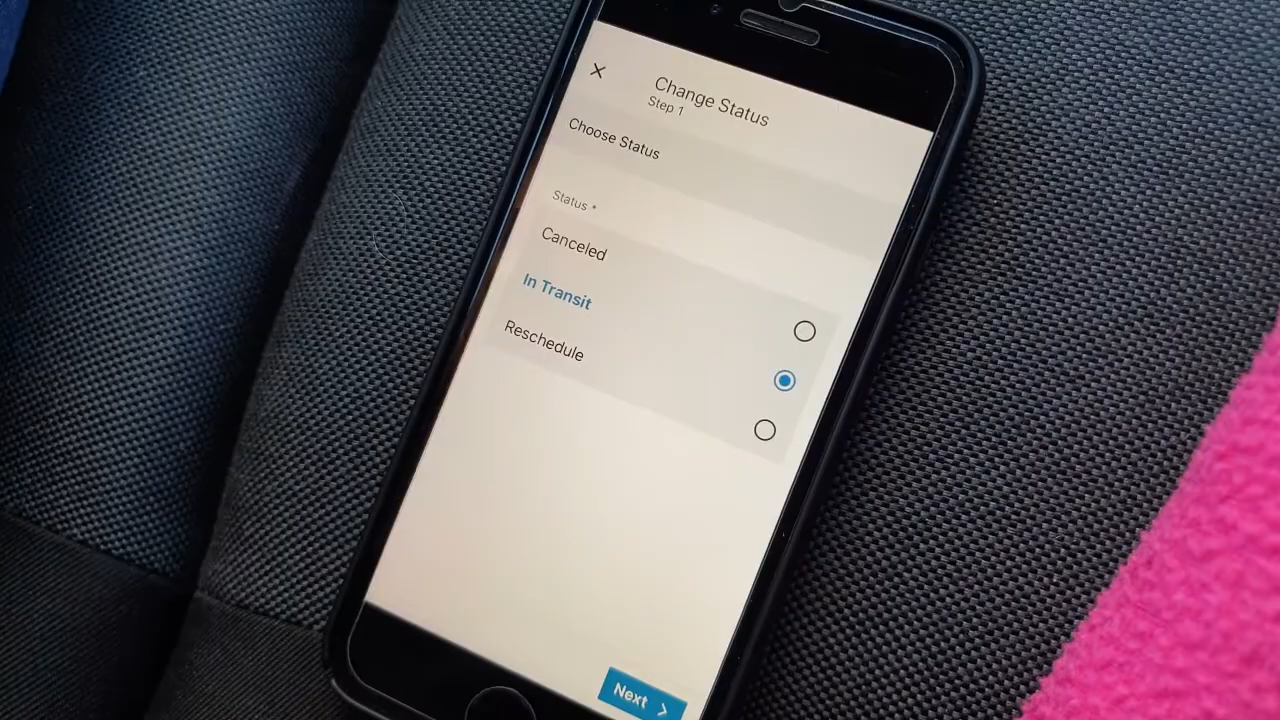 Change Status
Step 1
Choose Status
Status *
Canceled
In Transit
Reschedule
Next